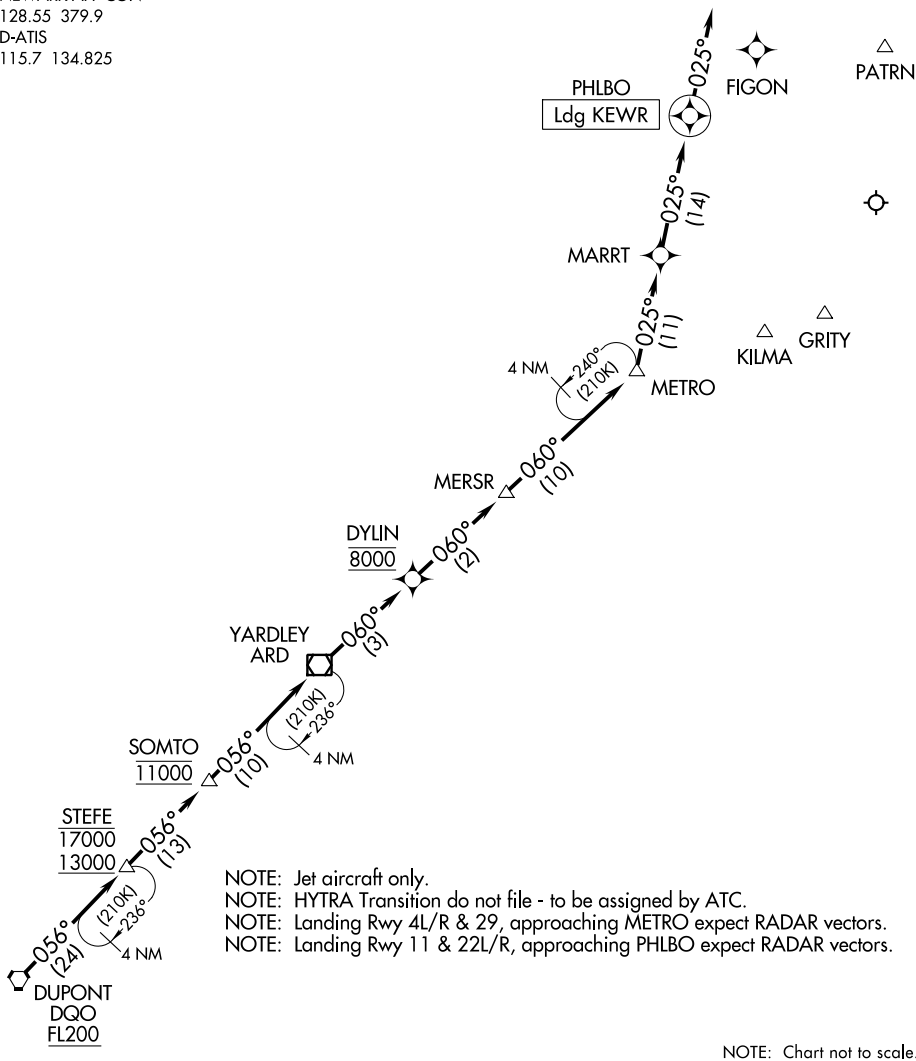 128.55 379.9
D-ATIS
115.7 134.825
025°
FIGON
PATRN
PHLBO
Ldg KEWR
025°
(14)
MARRT
025°
(11)
KILMA
GRITY
4 NM
240°
(210K)
METRO
060°
(10)
MERSR
DYLIN
8000
060°
(2)
YARDLEY
ARD
060°
(3)
(210K)
236°
4 NM
SOMTO
11000
056°
(10)
STEFE
17000
13000
056°
(13)
(210K)
236°
4 NM
056°
(24)
DUPONT
DQO
FL200
NOTE: Jet aircraft only.
NOTE: HYTRA Transition do not file - to be assigned by ATC.
NOTE: Landing Rwy 4L/R & 29, approaching METRO expect RADAR vectors.
NOTE: Landing Rwy 11 & 22L/R, approaching PHLBO expect RADAR vectors.
NOTE: Chart not to scale.